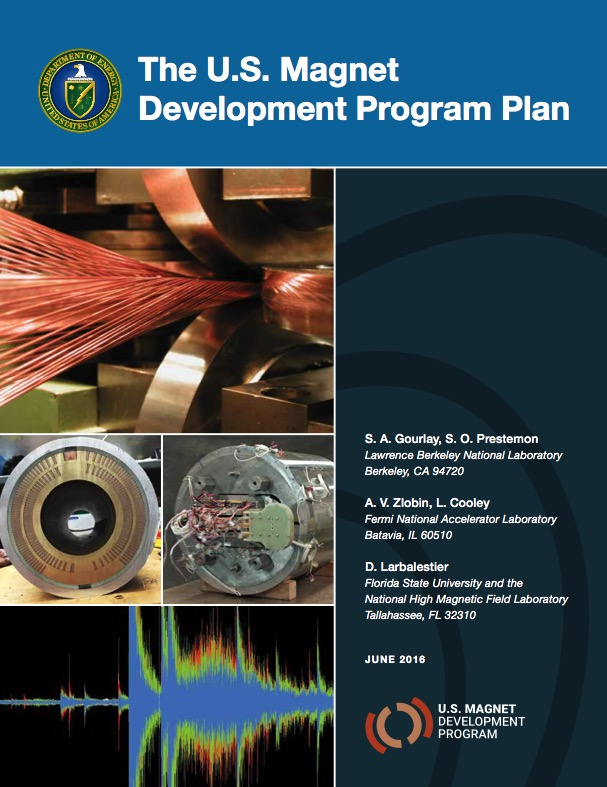 The U.S. Magnet
Development Program Plan
DEPARTMENT OF ENERGY
UNITED STATES OF AMERICA
S. A. Gourlay, S. O. Prestemon
Lawrence Berkeley National Laboratory
Berkeley, CA 94720
A. V. Zlobin, L. Cooley
Fermi National Accelerator Laboratory
Batavia, IL 60510
D. Larbalestier
Florida State University and the
National High Magnetic Field Laboratory
Tallahassee, FL 32310
JUNE 2016
U.S. MAGNET
DEVELOPMENT
PROGRAM